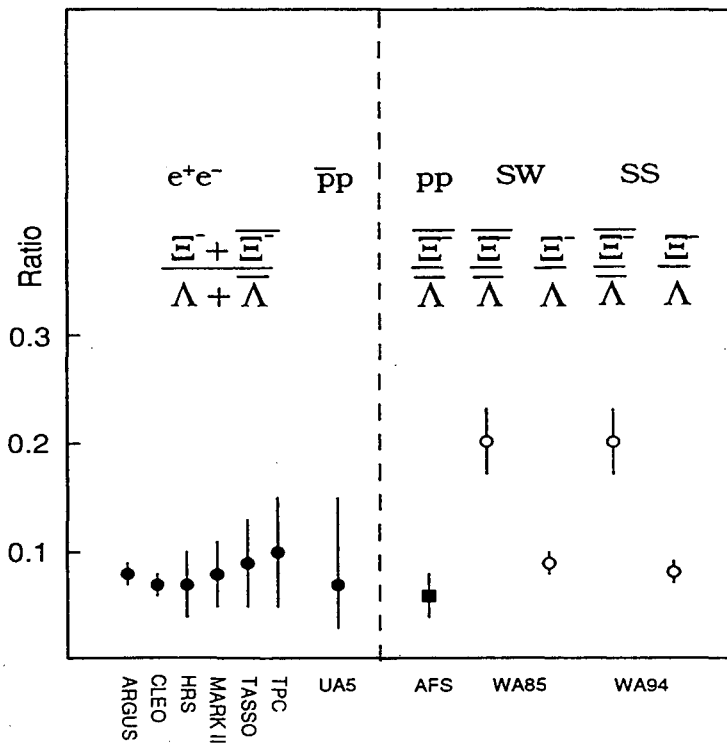 e⁺e⁻ p̅p pp SW SS
Ξ⁻ + Ξ̅⁻ Ξ̅⁻ Ξ̅⁻ Ξ⁻ Ξ̅⁻ Ξ⁻
Λ + Λ̅ Λ̅ Λ̅ Λ Λ̅ Λ
Ratio
0.3
0.2
0.1
ARGUS
CLEO
HRS
MARK II
TASSO
TPC
UA5
AFS
WA85
WA94